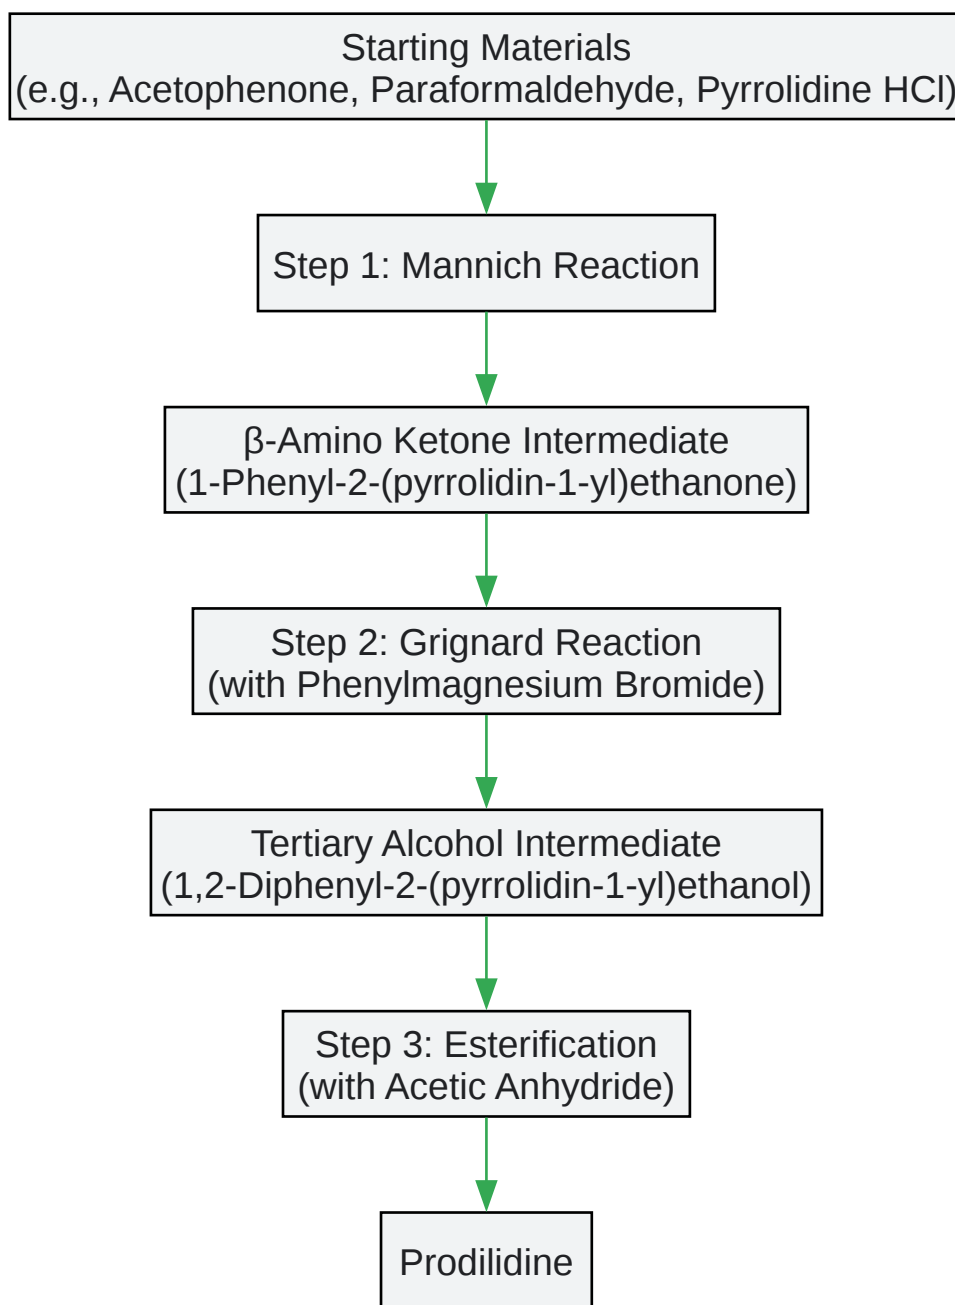 Starting Materials
(e.g., Acetophenone, Paraformaldehyde, Pyrrolidine HCl)
Step 1: Mannich Reaction
β-Amino Ketone Intermediate
(1-Phenyl-2-(pyrrolidin-1-yl)ethanone)
Step 2: Grignard Reaction
(with Phenylmagnesium Bromide)
Tertiary Alcohol Intermediate
(1,2-Diphenyl-2-(pyrrolidin-1-yl)ethanol)
Step 3: Esterification
(with Acetic Anhydride)
Prodilidine